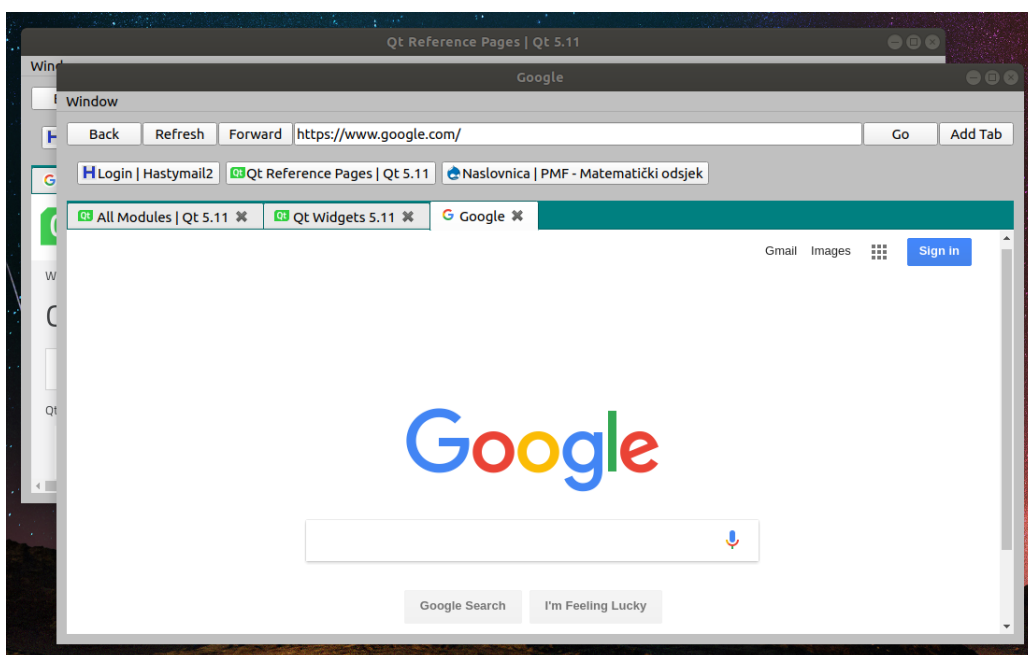 Qt Reference Pages | Qt 5.11
Google
Window
Back Refresh Forward https://www.google.com/ Go Add Tab
Login | Hastymail2 Qt Reference Pages | Qt 5.11 Naslovnica | PMF - Matematički odsjek
All Modules | Qt 5.11 Qt Widgets 5.11 Google
Gmail Images Sign in
Google
Google Search I'm Feeling Lucky